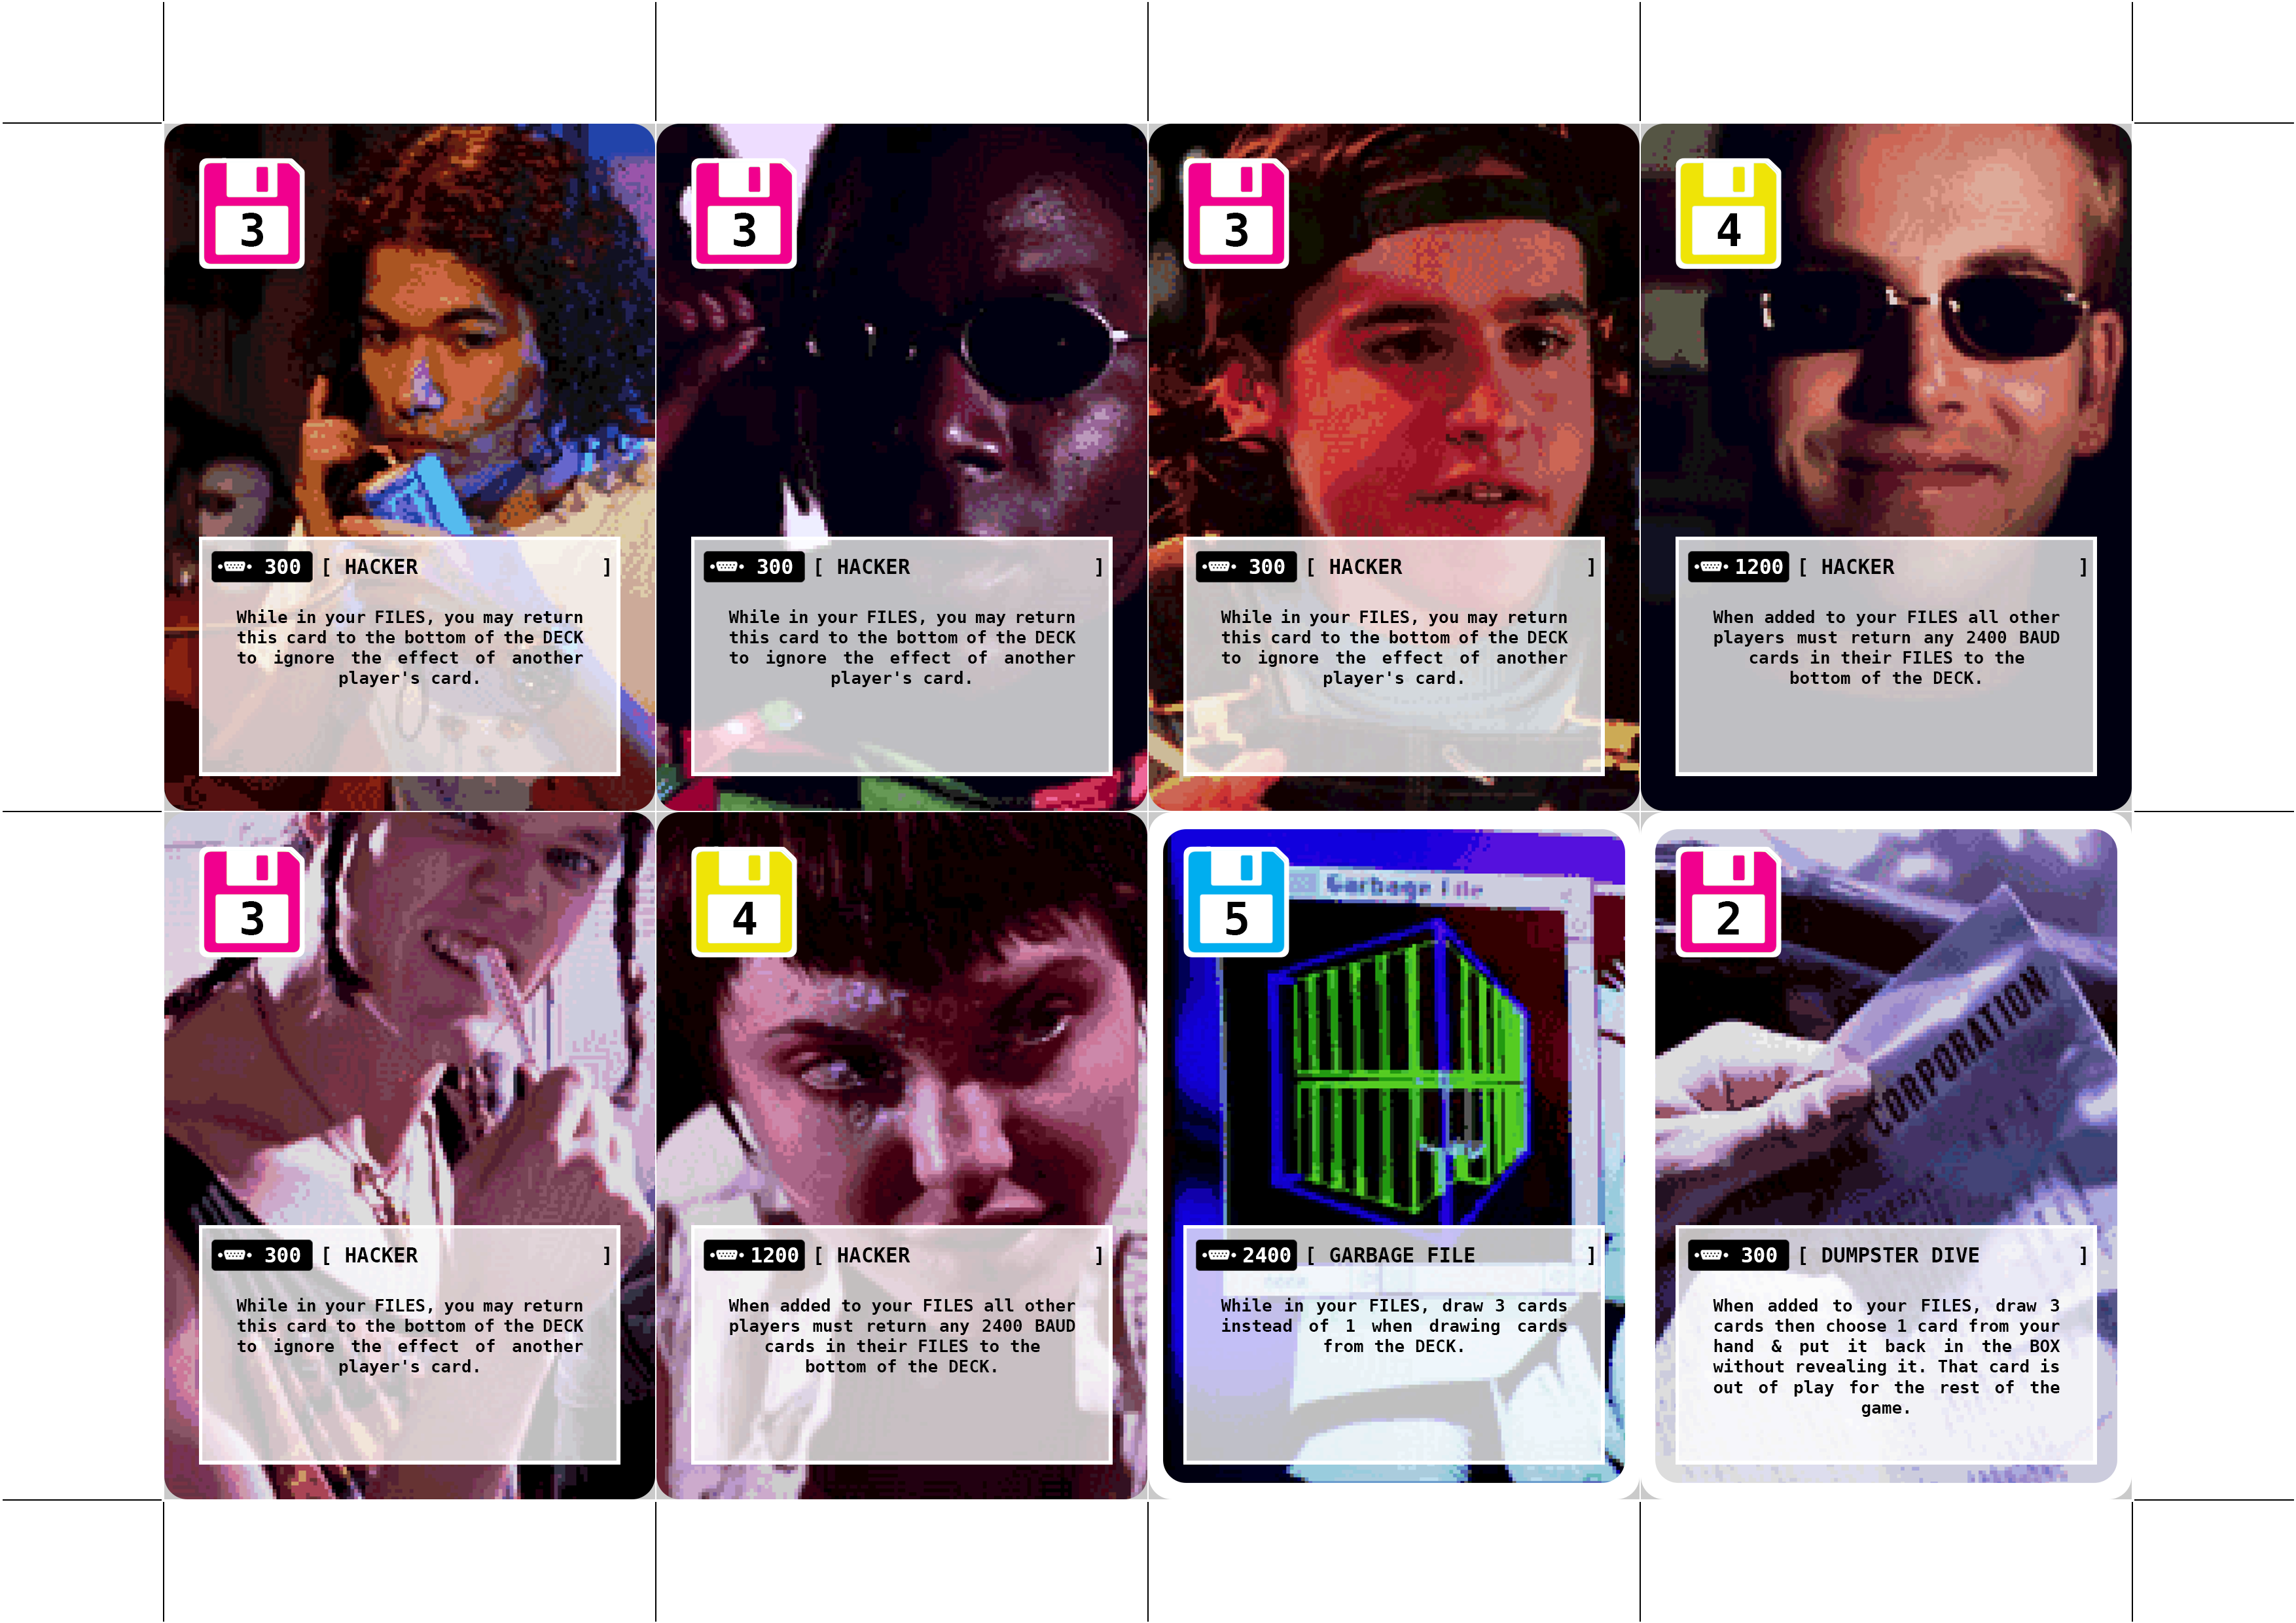 3
300 [ HACKER ]
While in your FILES, you may return
this card to the bottom of the DECK
to ignore the effect of another
player's card.
3
300 [ HACKER ]
While in your FILES, you may return
this card to the bottom of the DECK
to ignore the effect of another
player's card.
3
300 [ HACKER ]
While in your FILES, you may return
this card to the bottom of the DECK
to ignore the effect of another
player's card.
4
1200 [ HACKER ]
When added to your FILES all other
players must return any 2400 BAUD
cards in their FILES to the
bottom of the DECK.
3
300 [ HACKER ]
While in your FILES, you may return
this card to the bottom of the DECK
to ignore the effect of another
player's card.
4
1200 [ HACKER ]
When added to your FILES all other
players must return any 2400 BAUD
cards in their FILES to the
bottom of the DECK.
5
Garbage File
2400 [ GARBAGE FILE ]
While in your FILES, draw 3 cards
instead of 1 when drawing cards
from the DECK.
2
CORPORATION
300 [ DUMPSTER DIVE ]
When added to your FILES, draw 3
cards then choose 1 card from your
hand & put it back in the BOX
without revealing it. That card is
out of play for the rest of the
game.